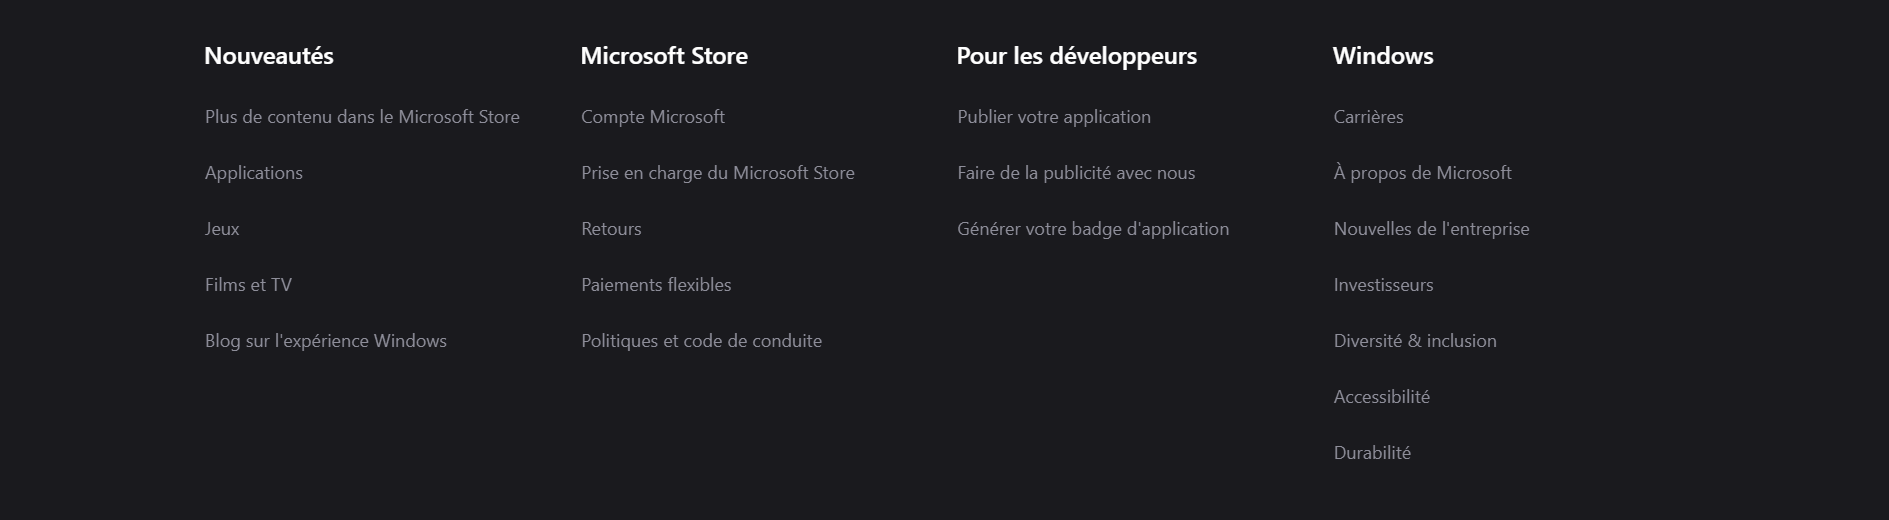 Nouveautés
Plus de contenu dans le Microsoft Store
Applications
Jeux
Films et TV
Blog sur l'expérience Windows
Microsoft Store
Compte Microsoft
Prise en charge du Microsoft Store
Retours
Paiements flexibles
Politiques et code de conduite
Pour les développeurs
Publier votre application
Faire de la publicité avec nous
Générer votre badge d'application
Windows
Carrières
À propos de Microsoft
Nouvelles de l'entreprise
Investisseurs
Diversité & inclusion
Accessibilité
Durabilité